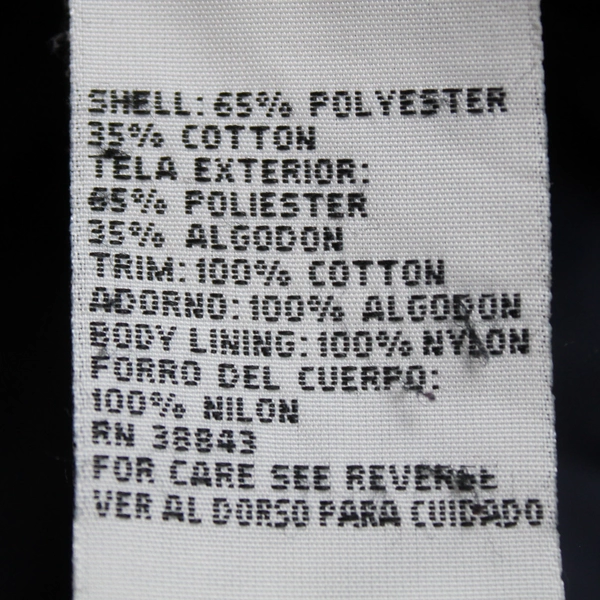 SHELL: 65% POLYESTER
35% COTTON
TELA EXTERIOR:
65% POLIESTER
35% ALGODON
TRIM: 100% COTTON
ADORNO: 100% ALGODON
BODY LINING: 100% NYLON
FORRO DEL CUERPO:
100% NILON
RN 38843
FOR CARE SEE REVERSE
VER AL DORSO PARA CUIDADO